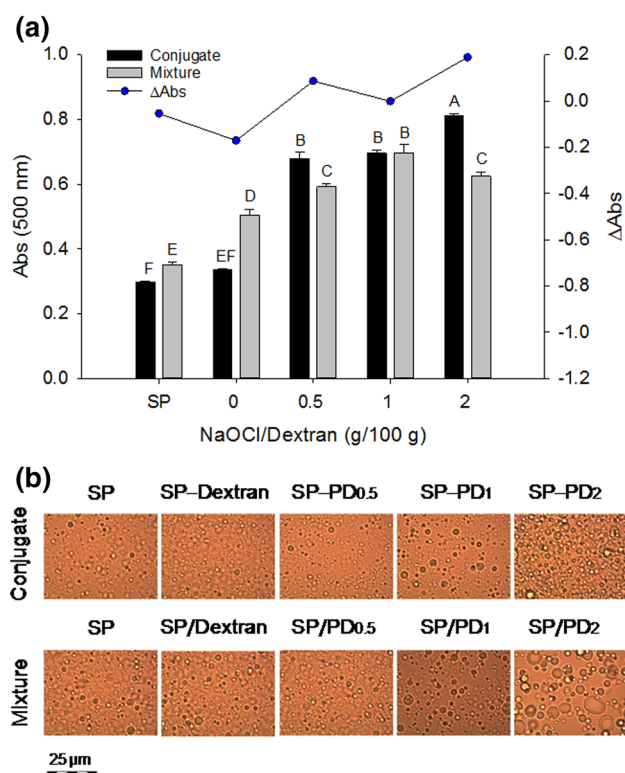 (a)
Conjugate
Mixture
ΔAbs
1.0
0.8
0.6
0.4
0.2
0.0
Abs (500 nm)
0.2
0.0
-0.2
-0.4
-0.6
-0.8
-1.0
-1.2
ΔAbs
F E EF D B C B B A C
SP 0 0.5 1 2
NaOCl/Dextran (g/100 g)
(b)
SP SP–Dextran SP–PD0.5 SP–PD1 SP–PD2
Conjugate
SP SP/Dextran SP/PD0.5 SP/PD1 SP/PD2
Mixture
25 µm